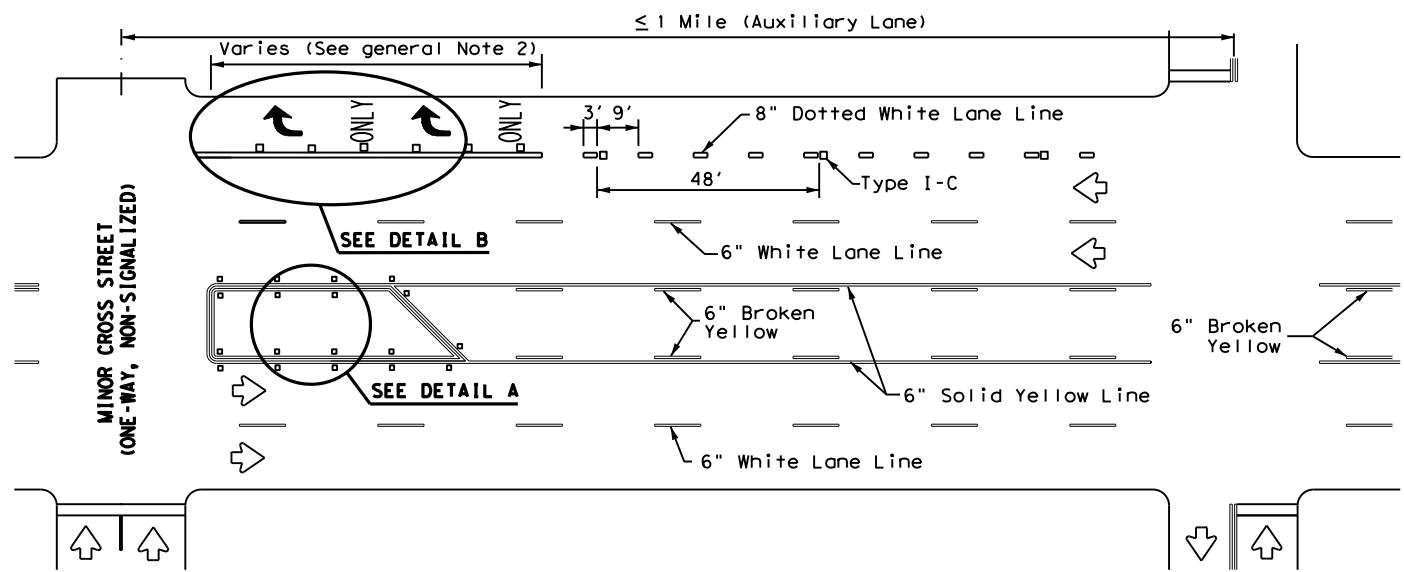 ≤ 1 Mile (Auxiliary Lane)
Varies (See general Note 2)
ONLY
ONLY
3' 9'
8" Dotted White Lane Line
48'
Type I-C
SEE DETAIL B
6" White Lane Line
MINOR CROSS STREET
(ONE-WAY, NON-SIGNALIZED)
6" Broken
Yellow
6" Broken
Yellow
SEE DETAIL A
6" Solid Yellow Line
6" White Lane Line